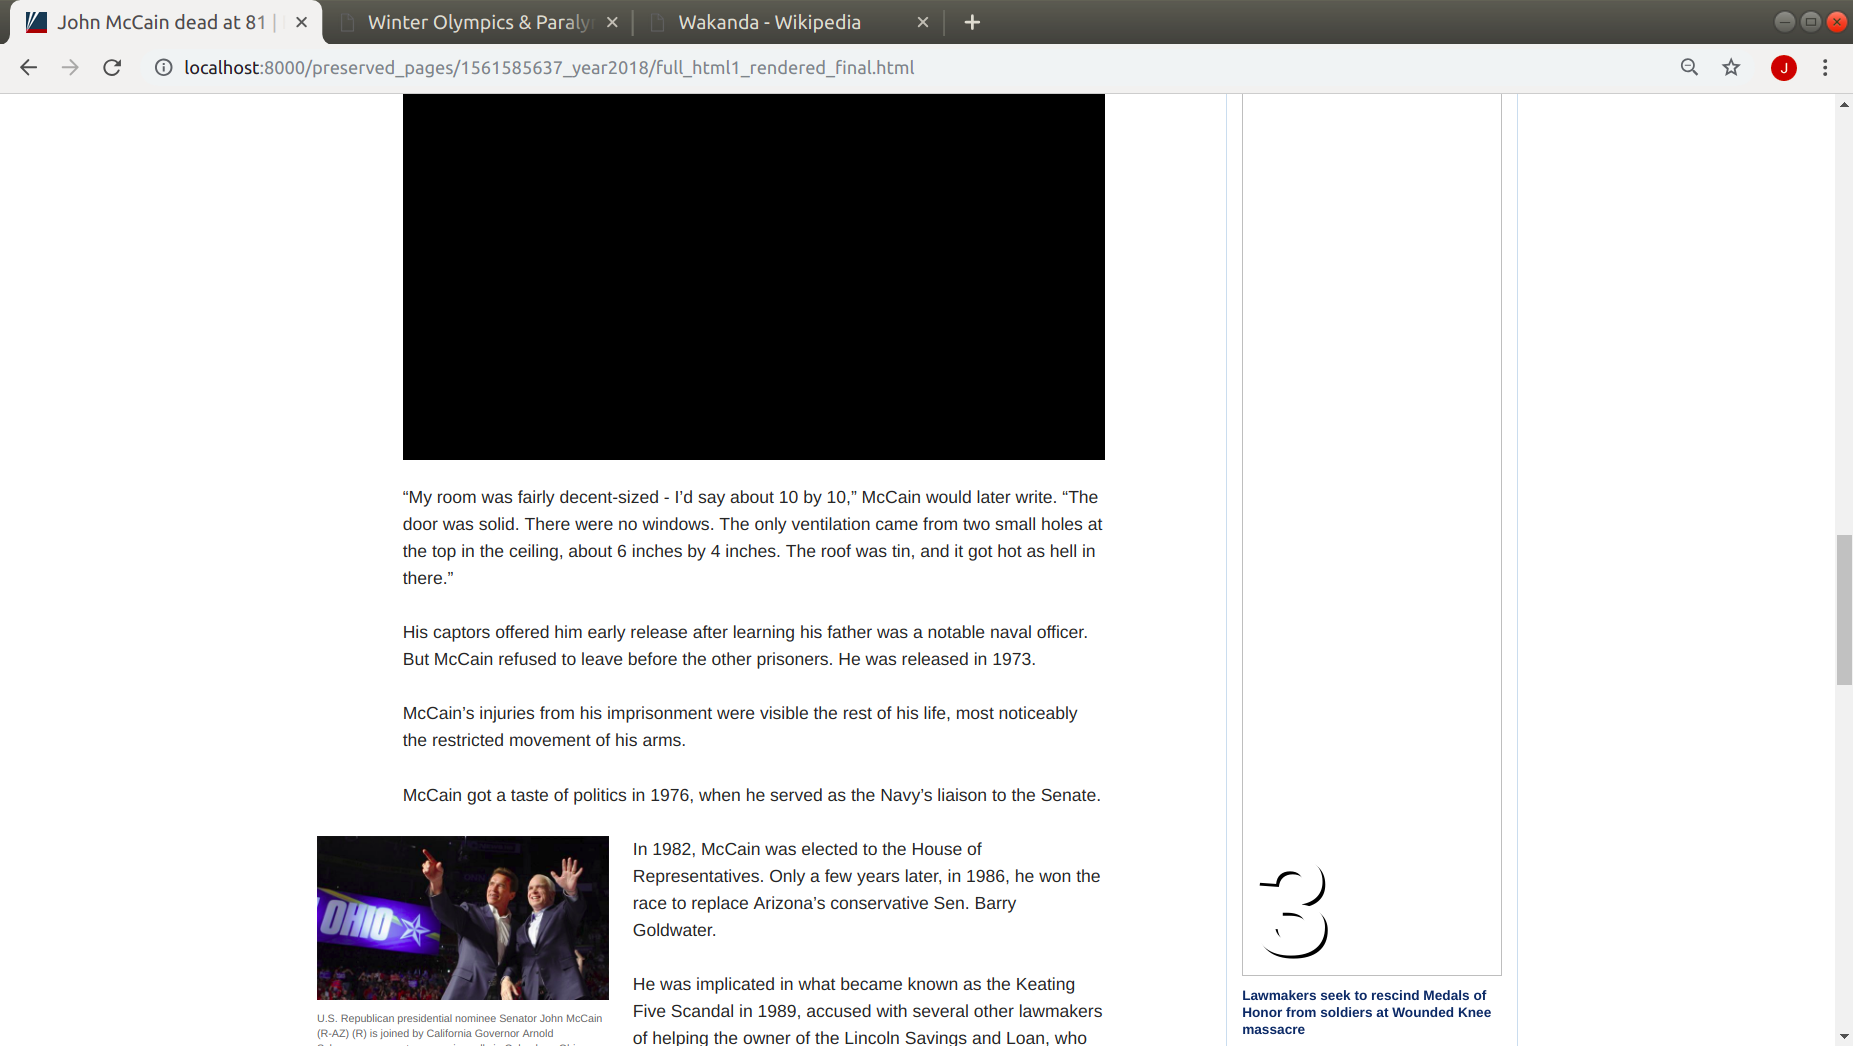 John McCain dead at 81 |
Winter Olympics & Paraly
Wakanda - Wikipedia
localhost:8000/preserved_pages/1561585637_year2018/full_html1_rendered_final.html
J
“My room was fairly decent-sized - I’d say about 10 by 10,” McCain would later write. “The
door was solid. There were no windows. The only ventilation came from two small holes at
the top in the ceiling, about 6 inches by 4 inches. The roof was tin, and it got hot as hell in
there.”
His captors offered him early release after learning his father was a notable naval officer.
But McCain refused to leave before the other prisoners. He was released in 1973.
McCain’s injuries from his imprisonment were visible the rest of his life, most noticeably
the restricted movement of his arms.
McCain got a taste of politics in 1976, when he served as the Navy’s liaison to the Senate.
OHIO
In 1982, McCain was elected to the House of
Representatives. Only a few years later, in 1986, he won the
race to replace Arizona’s conservative Sen. Barry
Goldwater.
He was implicated in what became known as the Keating
Five Scandal in 1989, accused with several other lawmakers
of helping the owner of the Lincoln Savings and Loan, who
U.S. Republican presidential nominee Senator John McCain
(R-AZ) (R) is joined by California Governor Arnold
3
Lawmakers seek to rescind Medals of
Honor from soldiers at Wounded Knee
massacre